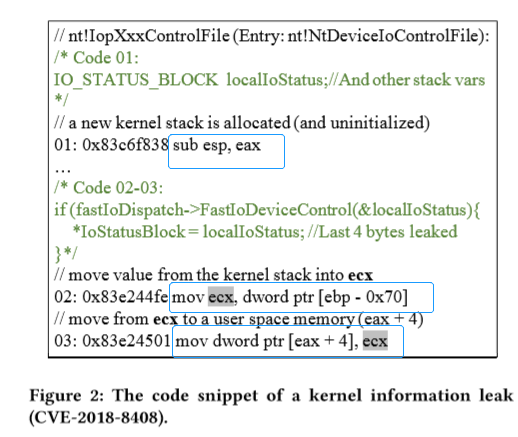 // nt!IopXxxControlFile (Entry: nt!NtDeviceIoControlFile):
/* Code 01:
IO_STATUS_BLOCK localIoStatus;//And other stack vars
*/
// a new kernel stack is allocated (and uninitialized)
01: 0x83c6f838 sub esp, eax
...
/* Code 02-03:
if (fastIoDispatch->FastIoDeviceControl(&localIoStatus){
*IoStatusBlock = localIoStatus; //Last 4 bytes leaked
}*/
// move value from the kernel stack into ecx
02: 0x83e244fe mov ecx, dword ptr [ebp - 0x70]
// move from ecx to a user space memory (eax + 4)
03: 0x83e24501 mov dword ptr [eax + 4], ecx
Figure 2: The code snippet of a kernel information leak
(CVE-2018-8408).